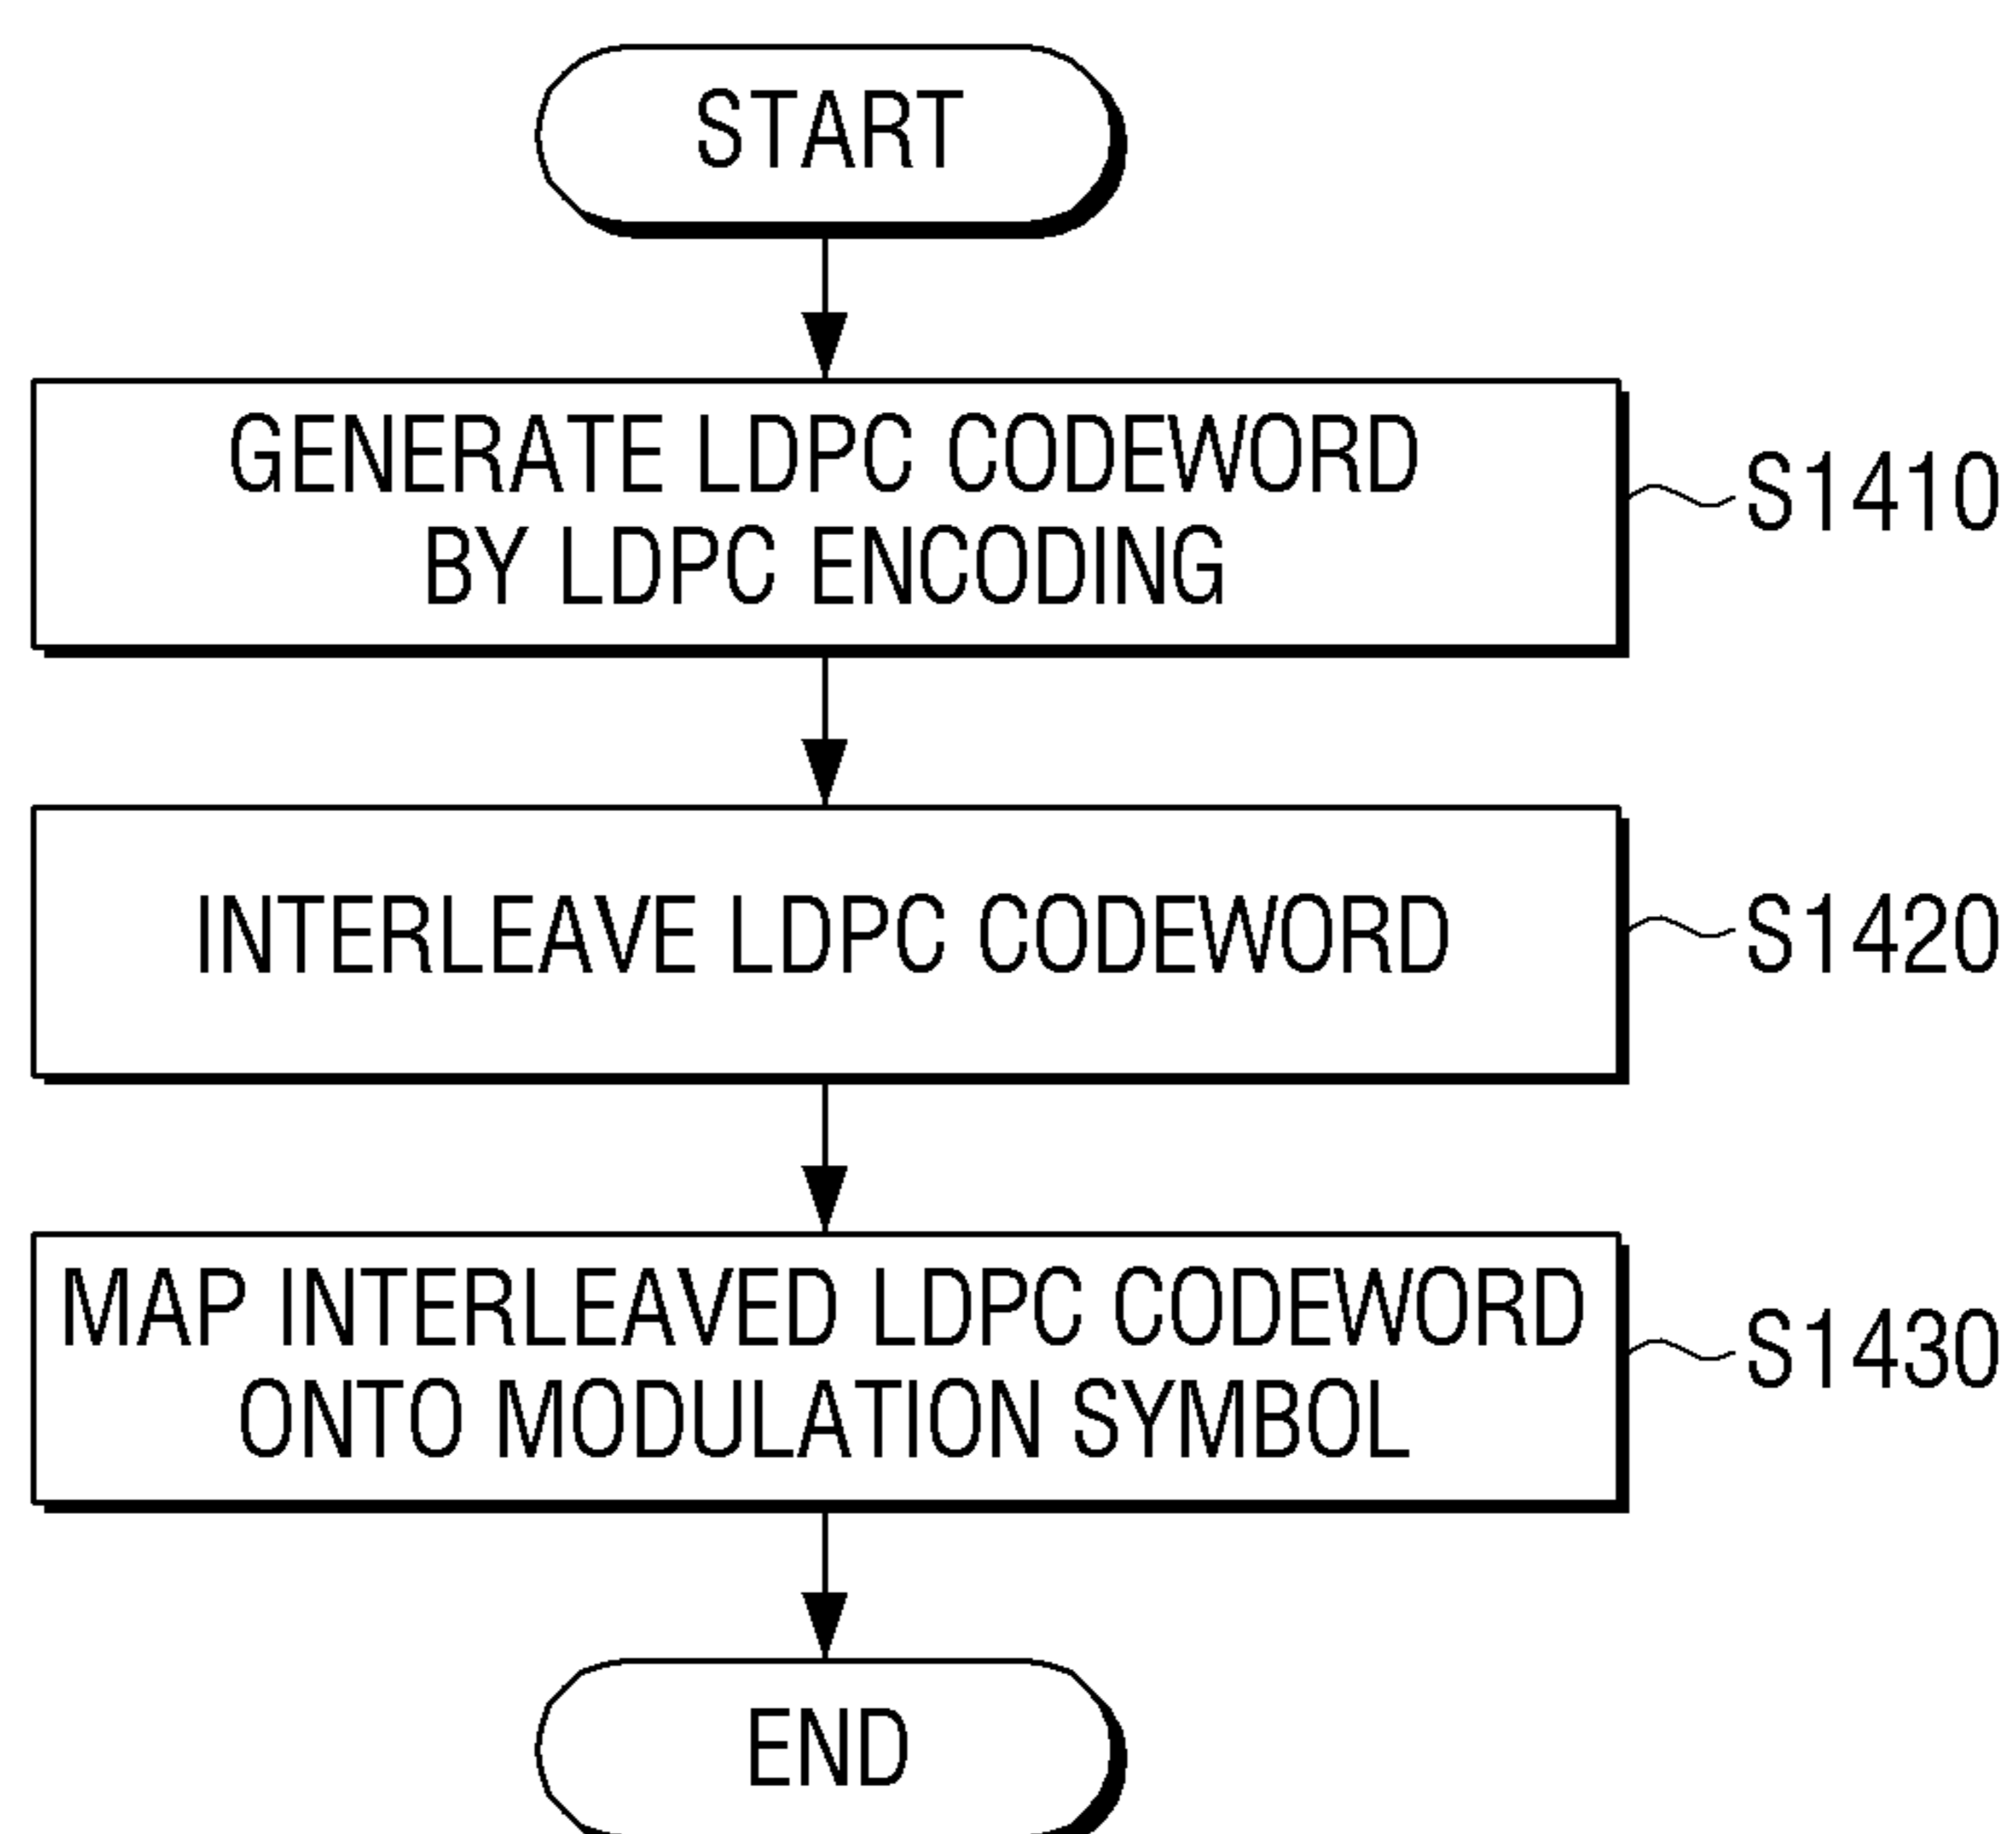 START
GENERATE LDPC CODEWORD
BY LDPC ENCODING
S1410
INTERLEAVE LDPC CODEWORD
S1420
MAP INTERLEAVED LDPC CODEWORD
ONTO MODULATION SYMBOL
S1430
END